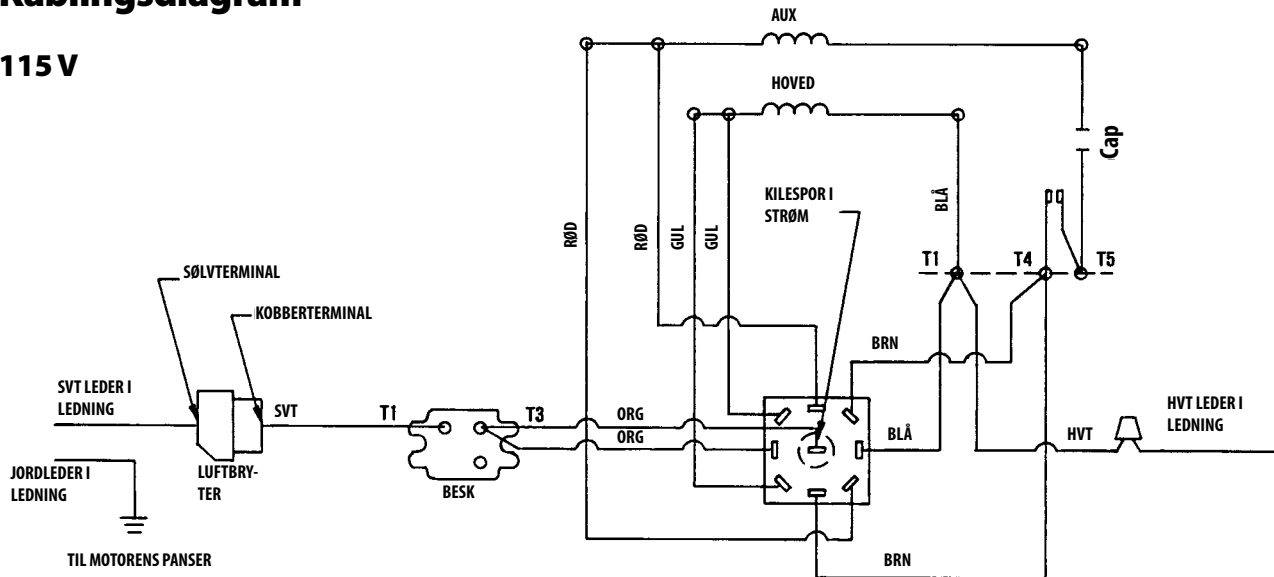 Kablingsdiagram
115 V
AUX
HOVED
Cap
KILESPOR I
STRØM
BLÅ
RØD
RØD
GUL
GUL
T1
T4
T5
SØLVTERMINAL
KOBBERTERMINAL
BRN
SVT LEDER I
LEDNING
SVT
T1
T3
ORG
ORG
BLÅ
HVT
HVT LEDER I
LEDNING
JORDLEDER I
LEDNING
LUFTBRY-
TER
BESK
TIL MOTORENS PANSER
BRN